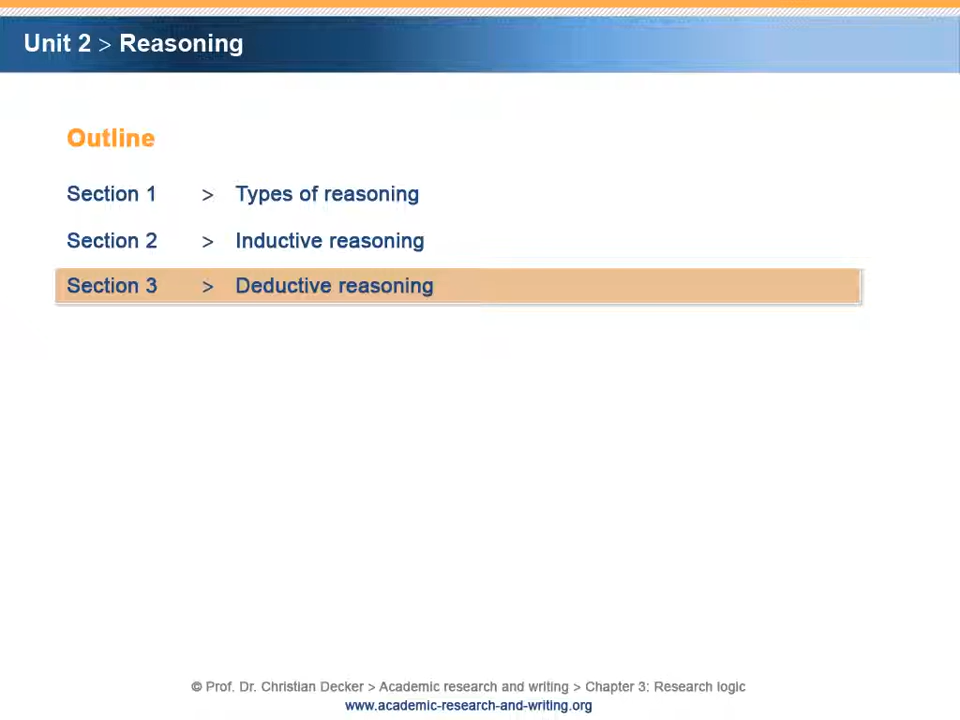 Unit 2 > Reasoning
Outline
Section 1 > Types of reasoning
Section 2 > Inductive reasoning
Section 3 > Deductive reasoning
© Prof. Dr. Christian Decker > Academic research and writing > Chapter 3: Research logic
www.academic-research-and-writing.org